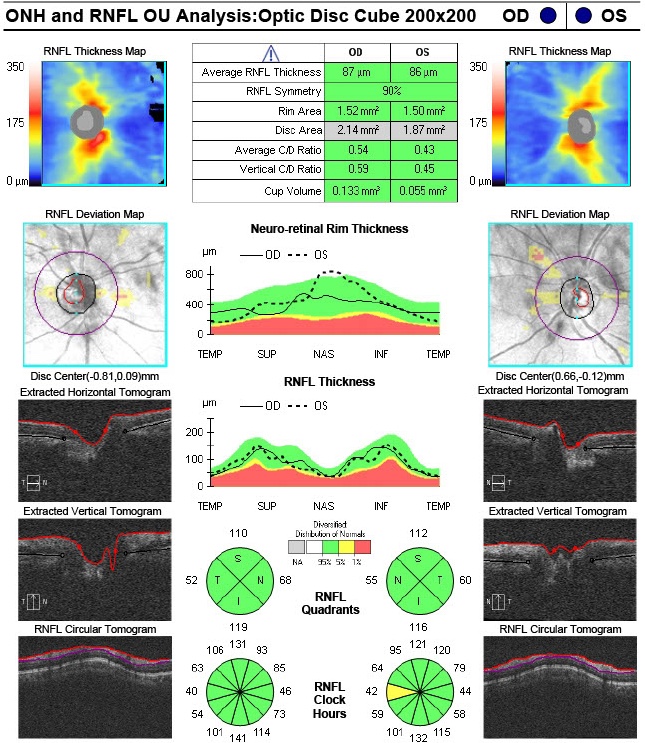 ONH and RNFL OU Analysis:Optic Disc Cube 200x200 OD OS
RNFL Thickness Map
350
175
0 µm
OD OS
Average RNFL Thickness 87 µm 86 µm
RNFL Symmetry 90%
Rim Area 1.52 mm² 1.50 mm²
Disc Area 2.14 mm² 1.87 mm²
Average C/D Ratio 0.54 0.43
Vertical C/D Ratio 0.59 0.45
Cup Volume 0.133 mm³ 0.055 mm³
RNFL Thickness Map
350
175
0 µm
RNFL Deviation Map
Disc Center(-0.81,0.09)mm
Neuro-retinal Rim Thickness
µm OD OS
800
400
0
TEMP SUP NAS INF TEMP
RNFL Deviation Map
Disc Center(0.66,-0.12)mm
Extracted Horizontal Tomogram
T N
RNFL Thickness
µm OD OS
200
100
0
TEMP SUP NAS INF TEMP
Extracted Horizontal Tomogram
N T
Extracted Vertical Tomogram
I S
Diversified:
Distribution of Normals
NA 95% 5% 1%
110
S
52 T N 68
I
119
RNFL
Quadrants
112
S
55 N T 60
I
116
Extracted Vertical Tomogram
I S
RNFL Circular Tomogram
131
106 93
63 85
40 46
54 73
101 114
141
RNFL
Clock
Hours
121
95 120
64 79
42 44
59 58
101 115
132
RNFL Circular Tomogram